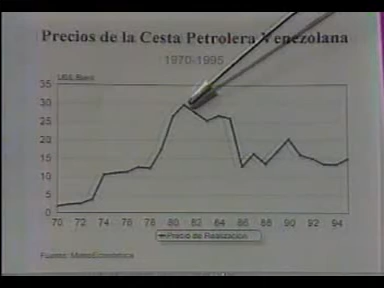 Precios de la Cesta Petrolera Venezolana
1970-1995
US$ Barril
35
30
25
20
15
10
5
0
70 72 74 76 78 80 82 84 86 88 90 92 94
Precio de Realización
Fuente: MetroEconómica